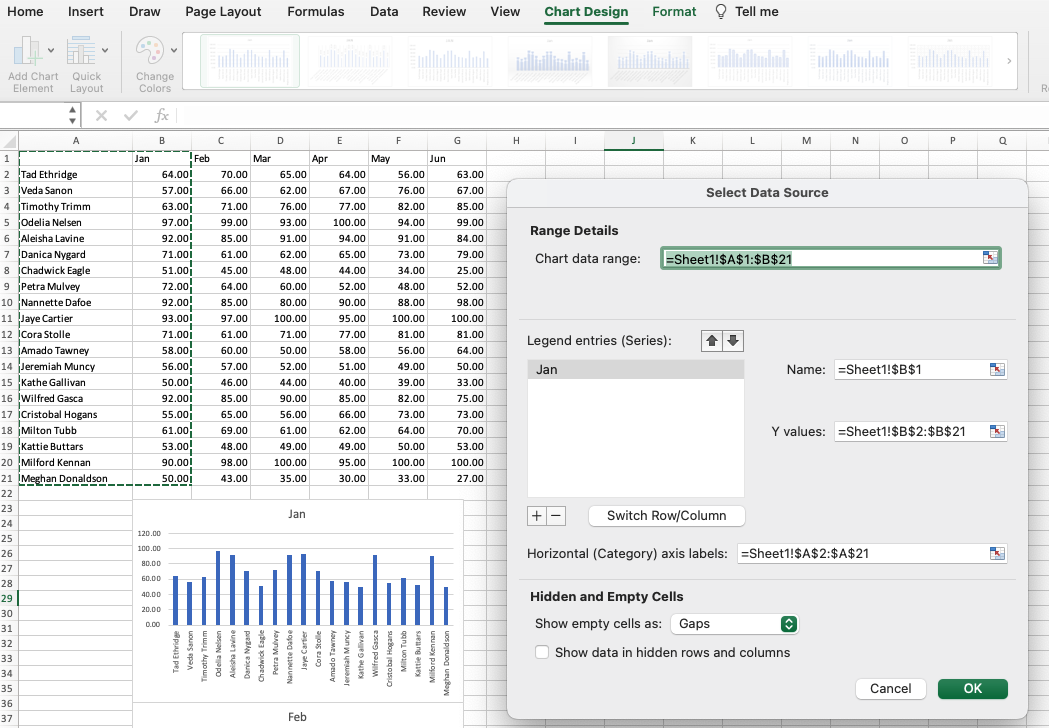 Home Insert Draw Page Layout Formulas Data Review View Chart Design Format Tell me
Add Chart Element
Quick Layout
Change Colors
fx
A B C D E F G H I J K L M N O P Q
1 Jan Feb Mar Apr May Jun
2 Tad Ethridge 64.00 70.00 65.00 64.00 56.00 63.00
3 Veda Sanon 57.00 66.00 62.00 67.00 76.00 67.00
4 Timothy Trimm 63.00 71.00 76.00 77.00 82.00 85.00
5 Odelia Nelsen 97.00 99.00 93.00 100.00 94.00 99.00
6 Aleisha Lavine 92.00 85.00 91.00 94.00 91.00 84.00
7 Danica Nygard 71.00 61.00 62.00 65.00 73.00 79.00
8 Chadwick Eagle 51.00 45.00 48.00 44.00 34.00 25.00
9 Petra Mulvey 72.00 64.00 60.00 52.00 48.00 52.00
10 Nannette Dafoe 92.00 85.00 80.00 90.00 88.00 98.00
11 Jaye Cartier 93.00 97.00 100.00 95.00 100.00 100.00
12 Cora Stolle 71.00 61.00 71.00 77.00 81.00 81.00
13 Amado Tawney 58.00 60.00 50.00 58.00 56.00 64.00
14 Jeremiah Muncy 56.00 57.00 52.00 51.00 49.00 50.00
15 Kathe Gallivan 50.00 46.00 44.00 40.00 39.00 33.00
16 Wilfred Gasca 92.00 85.00 90.00 85.00 82.00 75.00
17 Cristobal Hogans 55.00 65.00 56.00 66.00 73.00 73.00
18 Milton Tubb 61.00 69.00 61.00 62.00 64.00 70.00
19 Kattie Buttars 53.00 48.00 49.00 49.00 50.00 53.00
20 Milford Kennan 90.00 98.00 100.00 95.00 100.00 100.00
21 Meghan Donaldson 50.00 43.00 35.00 30.00 33.00 27.00
22
23
24
25
26
27
28
29
30
31
32
33
34
35
36
37
Jan
120.00
100.00
80.00
60.00
40.00
20.00
0.00
Tad Ethridge
Veda Sanon
Timothy Trimm
Odelia Nelsen
Aleisha Lavine
Danica Nygard
Chadwick Eagle
Petra Mulvey
Nannette Dafoe
Jaye Cartier
Cora Stolle
Amado Tawney
Jeremiah Muncy
Kathe Gallivan
Wilfred Gasca
Cristobal Hogans
Milton Tubb
Kattie Buttars
Milford Kennan
Meghan Donaldson
Feb
Select Data Source
Range Details
Chart data range: =Sheet1!$A$1:$B$21
Legend entries (Series):
Jan
Name: =Sheet1!$B$1
Y values: =Sheet1!$B$2:$B$21
+ −
Switch Row/Column
Horizontal (Category) axis labels: =Sheet1!$A$2:$A$21
Hidden and Empty Cells
Show empty cells as: Gaps
Show data in hidden rows and columns
Cancel OK